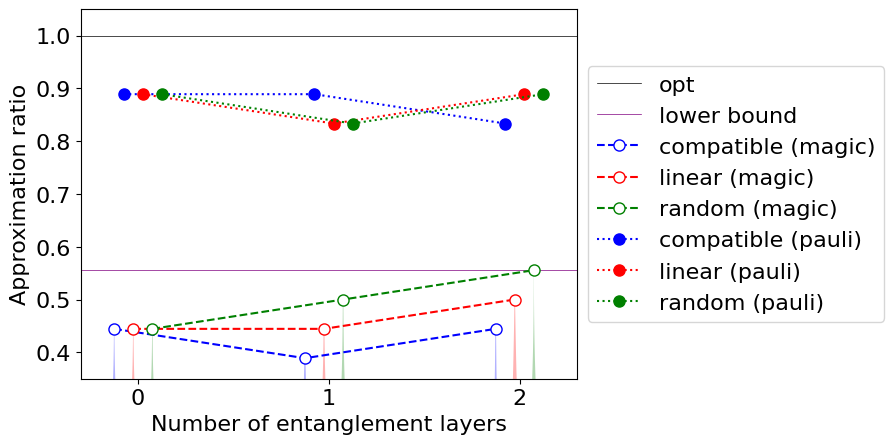 1.0
0.9
0.8
0.7
0.6
0.5
0.4
Approximation ratio
0
1
2
Number of entanglement layers
opt
lower bound
compatible (magic)
linear (magic)
random (magic)
compatible (pauli)
linear (pauli)
random (pauli)